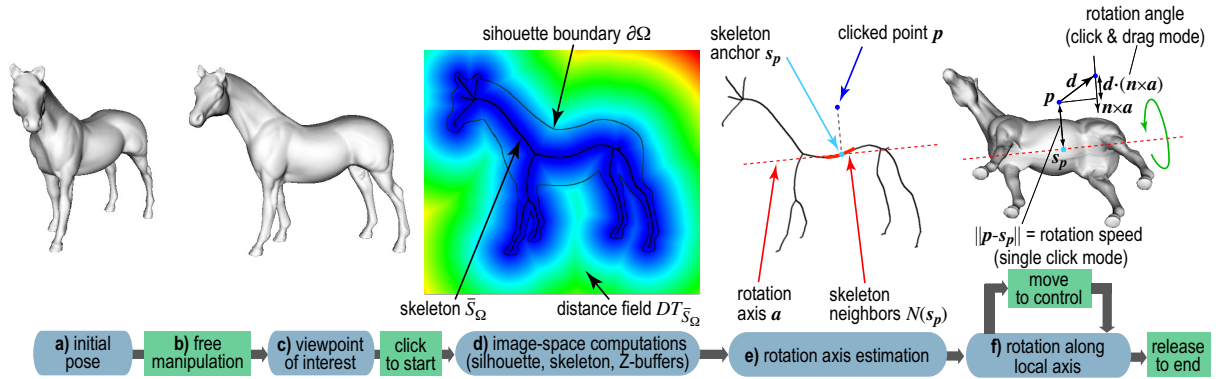 sihouette boundary ∂Ω
skeleton S̄_Ω
distance field DT_S̄_Ω
skeleton
anchor s_p
clicked point p
rotation
axis a
skeleton
neighbors N(s_p)
rotation angle
(click & drag mode)
d
d·(n×a)
p
n×a
s_p
||p-s_p|| = rotation speed
(single click mode)
a) initial
pose
b) free
manipulation
c) viewpoint
of interest
click
to start
d) image-space computations
(silhouette, skeleton, Z-buffers)
e) rotation axis estimation
move
to control
f) rotation along
local axis
release
to end